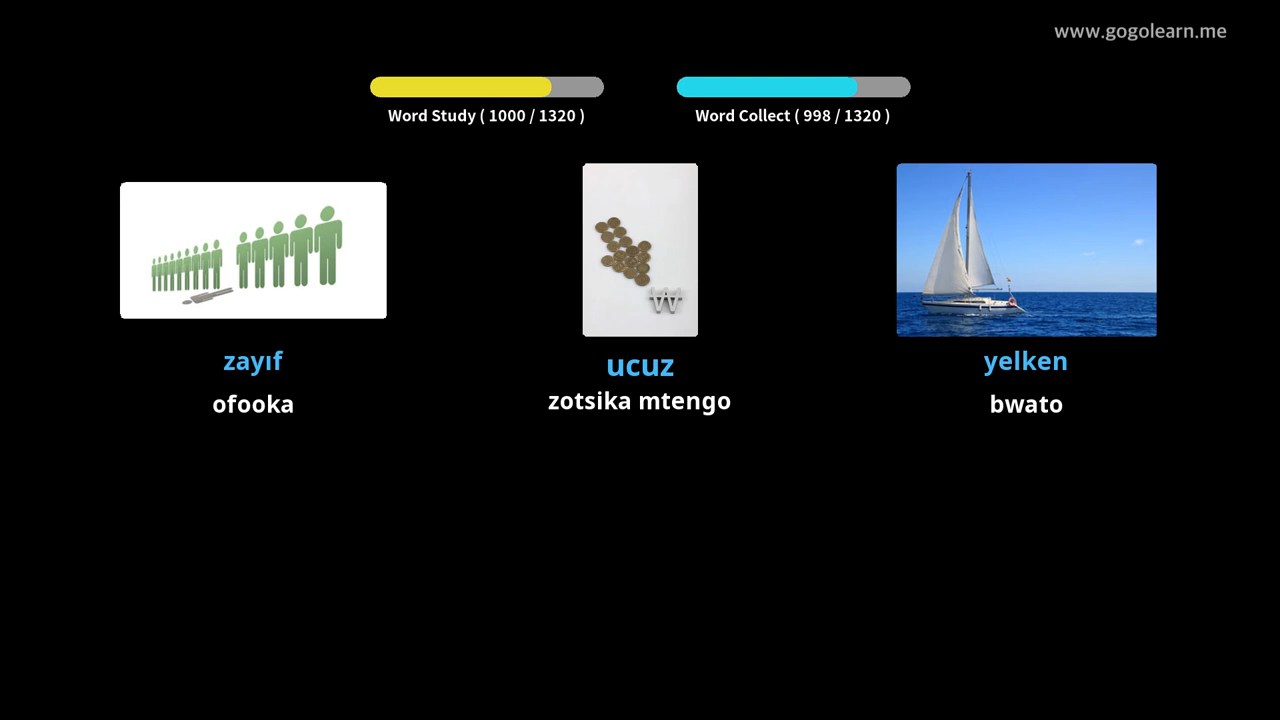 www.gogolearn.me
Word Study ( 1000 / 1320 )
Word Collect ( 998 / 1320 )
₩
zayıf
ucuz
yelken
ofooka
zotsika mtengo
bwato